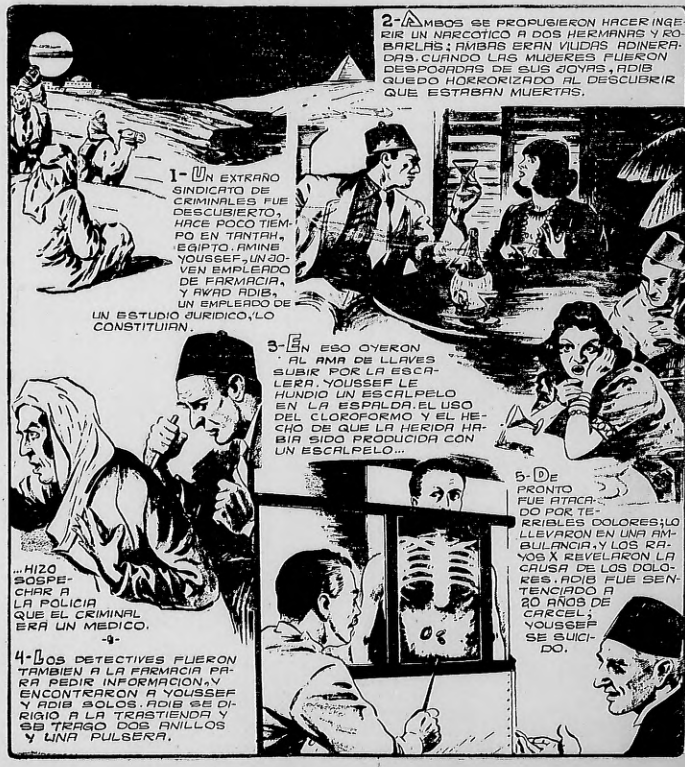 1- UN EXTRAÑO
SINDICATO DE
CRIMINALES FUE
DESCUBIERTO,
HACE POCO TIEM-
PO EN TANTAH,
EGIPTO. AMINE
YOUSSEF, UN JO-
VEN EMPLEADO
DE FARMACIA,
Y AWAD ADIB,
UN EMPLEADO DE
UN ESTUDIO JURIDICO, LO
CONSTITUIAN.
2- AMBOS SE PROPUSIERON HACER INGE-
RIR UN NARCOTICO A DOS HERMANAS Y RO-
BARLAS; AMBAS ERAN VIUDAS ADINERA-
DAS. CUANDO LAS MUJERES FUERON
DESPOJADAS DE SUS JOYAS, ADIB
QUEDO HORRORIZADO AL DESCUBRIR
QUE ESTABAN MUERTAS.
3- EN ESO OYERON
AL AMA DE LLAVES
SUBIR POR LA ESCA-
LERA. YOUSSEF LE
HUNDIO UN ESCALPELO
EN LA ESPALDA. EL USO
DEL CLOROFORMO Y EL HE-
CHO DE QUE LA HERIDA HA-
BIA SIDO PRODUCIDA CON
UN ESCALPELO...
...HIZO
SOSPE-
CHAR A
LA POLICIA
QUE EL CRIMINAL
ERA UN MEDICO.
4- LOS DETECTIVES FUERON
TAMBIEN A LA FARMACIA PA-
RA PEDIR INFORMACION, Y
ENCONTRARON A YOUSSEF
Y ADIB SOLOS. ADIB SE DI-
RIGIO A LA TRASTIENDA Y
SE TRAGO DOS ANILLOS
Y UNA PULSERA.
5- DE
PRONTO
FUE ATACA-
DO POR TE-
RRIBLES DOLORES; LO
LLEVARON EN UNA AM-
BULANCIA, Y LOS RA-
YOS X REVELARON LA
CAUSA DE LOS DOLO-
RES. ADIB FUE SEN-
TENCIADO A
20 AÑOS DE
CARCEL;
YOUSSEF
SE SUICI-
DO.